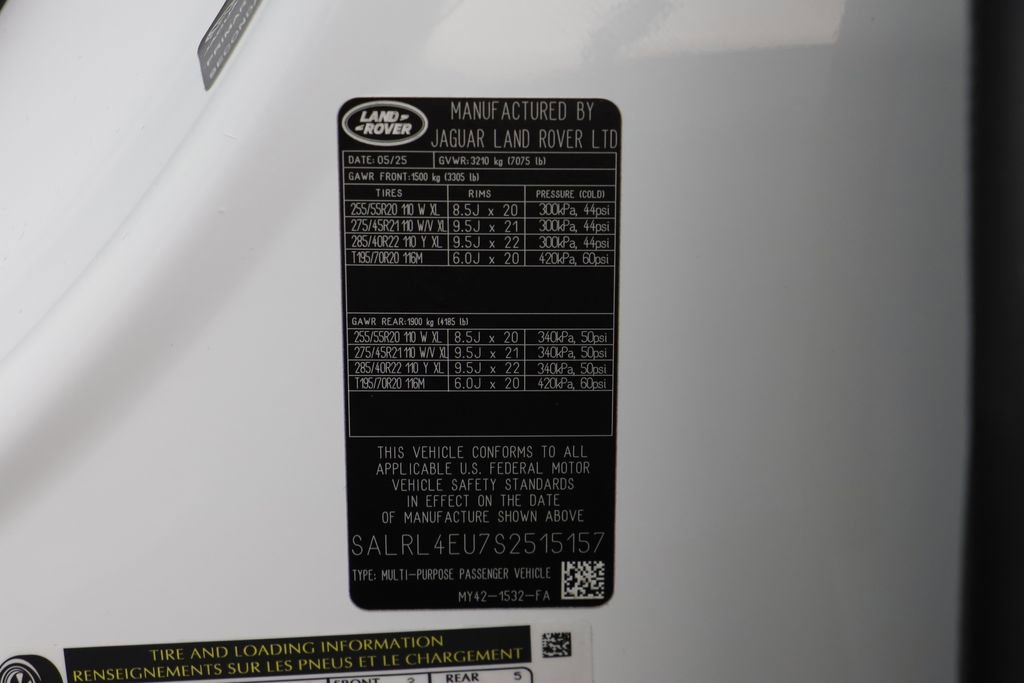 LAND ROVER
MANUFACTURED BY
JAGUAR LAND ROVER LTD
DATE: 05/25 GVWR: 3210 kg (7075 lb)
GAWR FRONT: 1500 kg (3305 lb)
TIRES RIMS PRESSURE (COLD)
255/55R20 110 W XL 8.5J x 20 300kPa, 44psi
275/45R21 110 W/V XL 9.5J x 21 300kPa, 44psi
285/40R22 110 Y XL 9.5J x 22 300kPa, 44psi
T195/70R20 116M 6.0J x 20 420kPa, 60psi
GAWR REAR: 1900 kg (4185 lb)
255/55R20 110 W XL 8.5J x 20 340kPa, 50psi
275/45R21 110 W/V XL 9.5J x 21 340kPa, 50psi
285/40R22 110 Y XL 9.5J x 22 340kPa, 50psi
T195/70R20 116M 6.0J x 20 420kPa, 60psi
THIS VEHICLE CONFORMS TO ALL
APPLICABLE U.S. FEDERAL MOTOR
VEHICLE SAFETY STANDARDS
IN EFFECT ON THE DATE
OF MANUFACTURE SHOWN ABOVE
SALRL4EU7S2515157
TYPE: MULTI-PURPOSE PASSENGER VEHICLE
MY42-1532-FA
TIRE AND LOADING INFORMATION
RENSEIGNEMENTS SUR LES PNEUS ET LE CHARGEMENT
FRONT 2 REAR 5